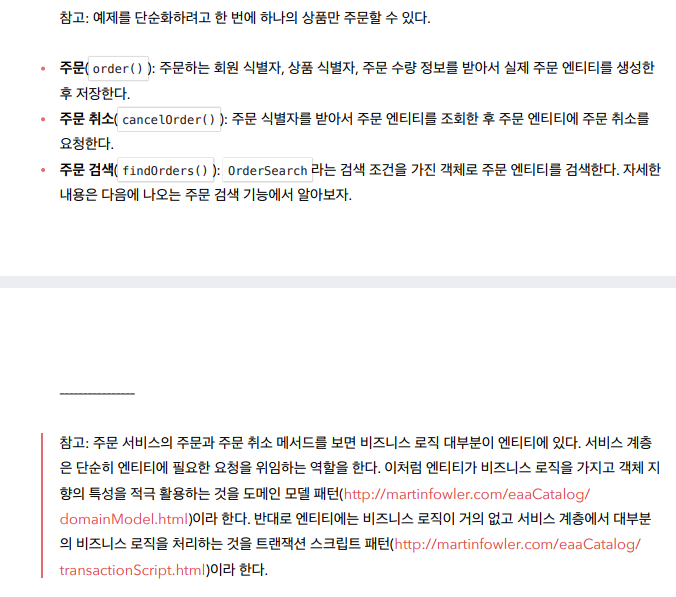 참고: 예제를 단순화하려고 한 번에 하나의 상품만 주문할 수 있다.
• 주문(order()): 주문하는 회원 식별자, 상품 식별자, 주문 수량 정보를 받아서 실제 주문 엔티티를 생성한
후 저장한다.
• 주문 취소(cancelOrder()): 주문 식별자를 받아서 주문 엔티티를 조회한 후 주문 엔티티에 주문 취소를
요청한다.
• 주문 검색(findOrders()): OrderSearch라는 검색 조건을 가진 객체로 주문 엔티티를 검색한다. 자세한
내용은 다음에 나오는 주문 검색 기능에서 알아보자.
참고: 주문 서비스의 주문과 주문 취소 메서드를 보면 비즈니스 로직 대부분이 엔티티에 있다. 서비스 계층
은 단순히 엔티티에 필요한 요청을 위임하는 역할을 한다. 이처럼 엔티티가 비즈니스 로직을 가지고 객체 지
향의 특성을 적극 활용하는 것을 도메인 모델 패턴(http://martinfowler.com/eaaCatalog/
domainModel.html)이라 한다. 반대로 엔티티에는 비즈니스 로직이 거의 없고 서비스 계층에서 대부분
의 비즈니스 로직을 처리하는 것을 트랜잭션 스크립트 패턴(http://martinfowler.com/eaaCatalog/
transactionScript.html)이라 한다.